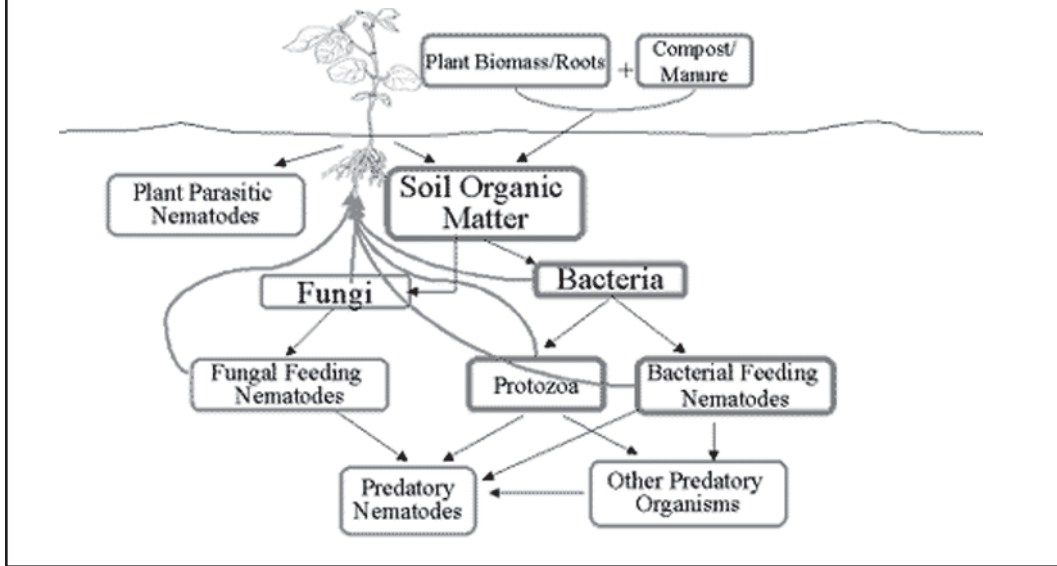 Plant Biomass/Roots
+
Compost/
Manure
Plant Parasitic
Nematodes
Soil Organic
Matter
Fungi
Bacteria
Fungal Feeding
Nematodes
Protozoa
Bacterial Feeding
Nematodes
Predatory
Nematodes
Other Predatory
Organisms